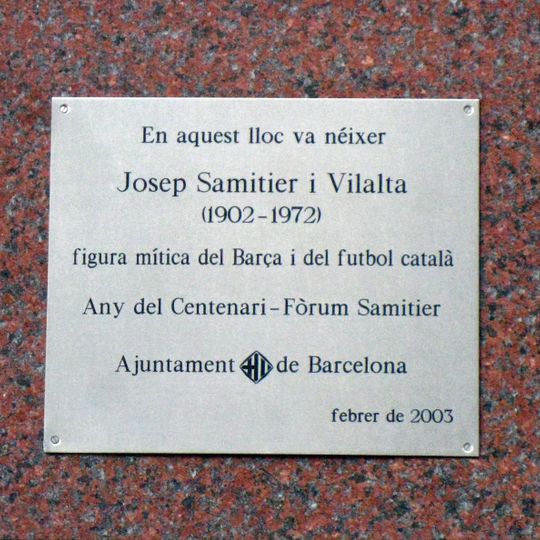 En aquest lloc va néixer
Josep Samitier i Vilalta
(1902-1972)
figura mítica del Barça i del futbol català
Any del Centenari-Fòrum Samitier
Ajuntament de Barcelona
febrer de 2003